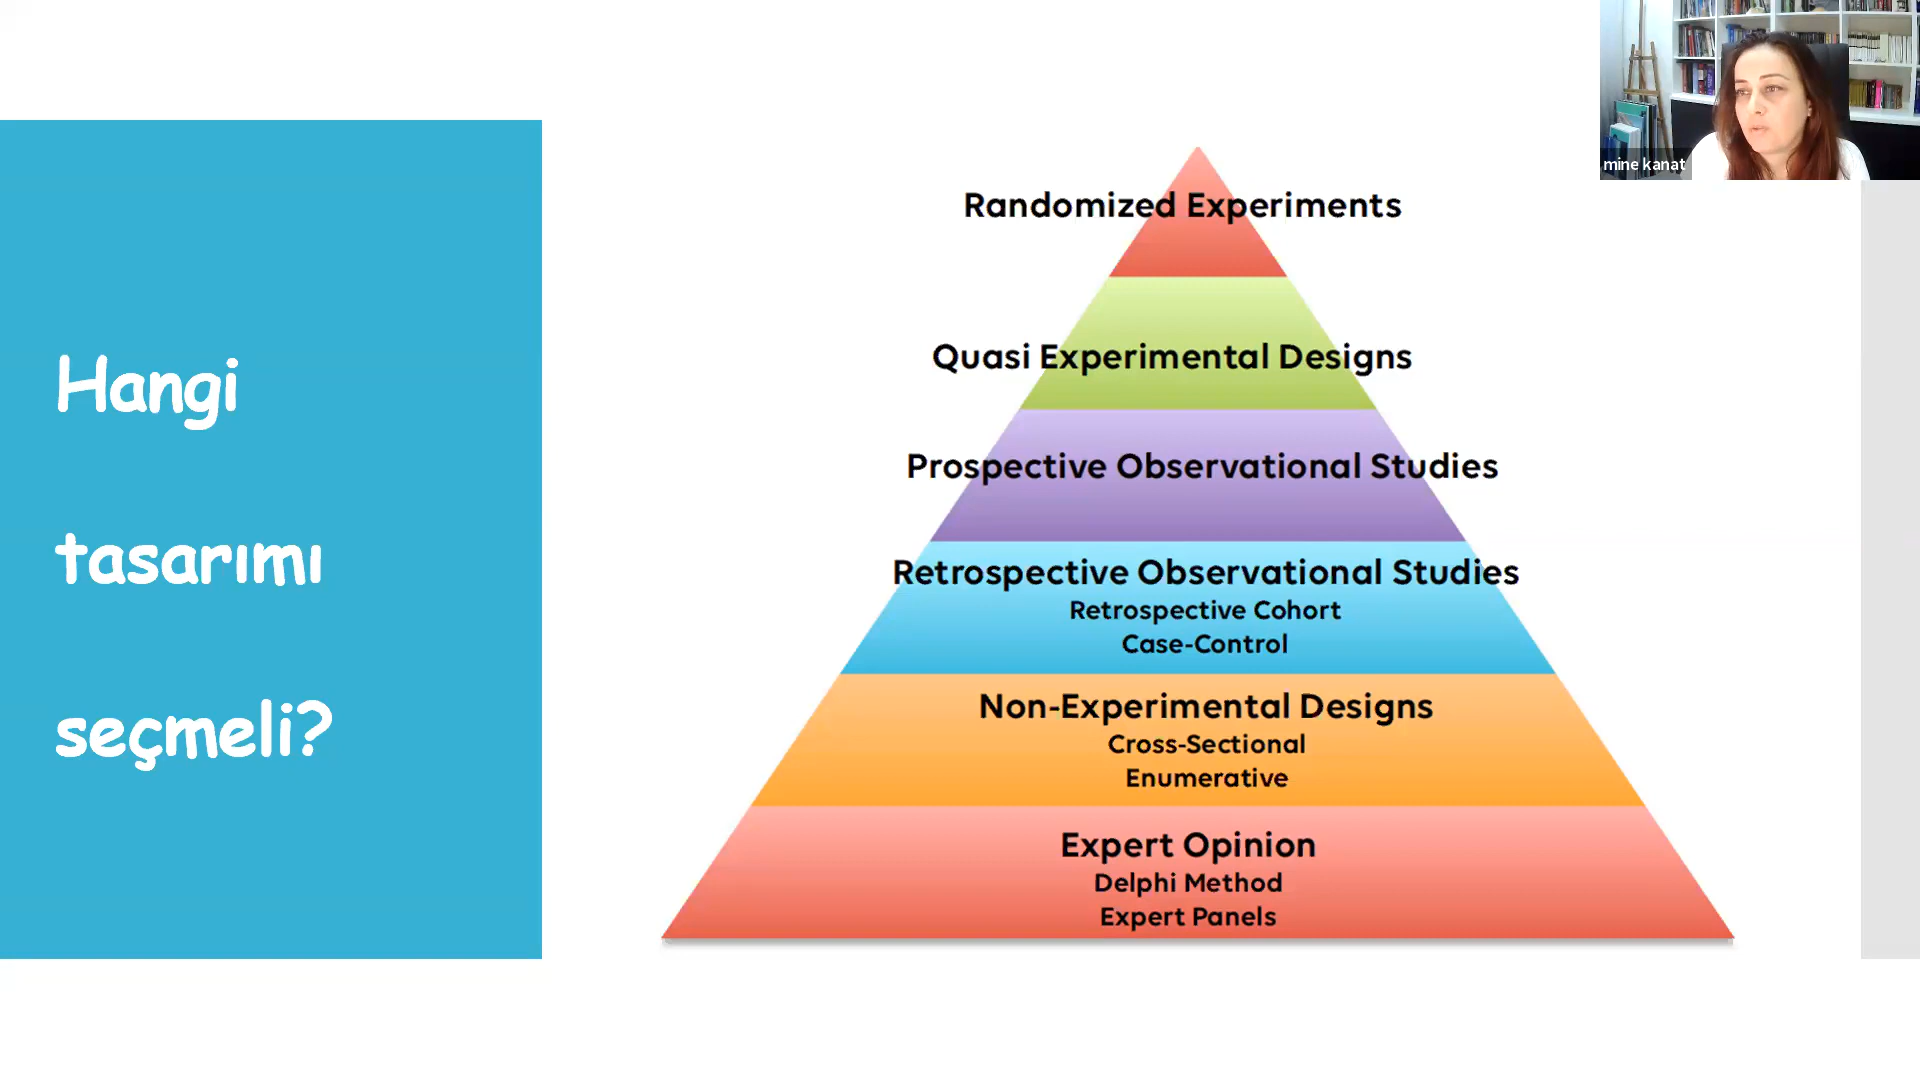 Hangi
tasarımı
seçmeli?
Randomized Experiments
Quasi Experimental Designs
Prospective Observational Studies
Retrospective Observational Studies
Retrospective Cohort
Case-Control
Non-Experimental Designs
Cross-Sectional
Enumerative
Expert Opinion
Delphi Method
Expert Panels
mine kanat